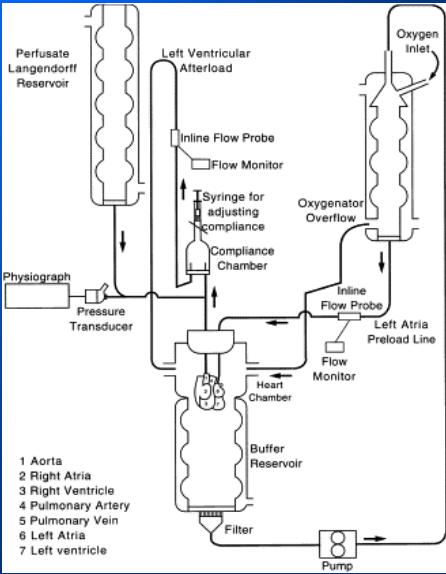 Perfusate
Langendorff
Reservoir
Left Ventricular
Afterload
Oxygen
Inlet
Inline Flow Probe
Flow Monitor
Syringe for
adjusting
compliance
Compliance
Chamber
Oxygenator
Overflow
Physiograph
Pressure
Transducer
Inline
Flow Probe
Left Atria
Preload Line
Flow
Monitor
Heart
Chamber
Buffer
Reservoir
1 Aorta
2 Right Atria
3 Right Ventricle
4 Pulmonary Artery
5 Pulmonary Vein
6 Left Atria
7 Left ventricle
Filter
Pump